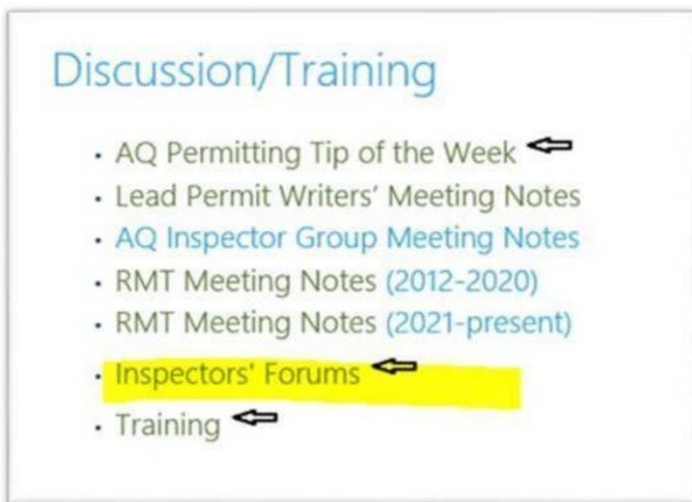 Discussion/Training
• AQ Permitting Tip of the Week
• Lead Permit Writers' Meeting Notes
• AQ Inspector Group Meeting Notes
• RMT Meeting Notes (2012-2020)
• RMT Meeting Notes (2021-present)
• Inspectors' Forums
• Training